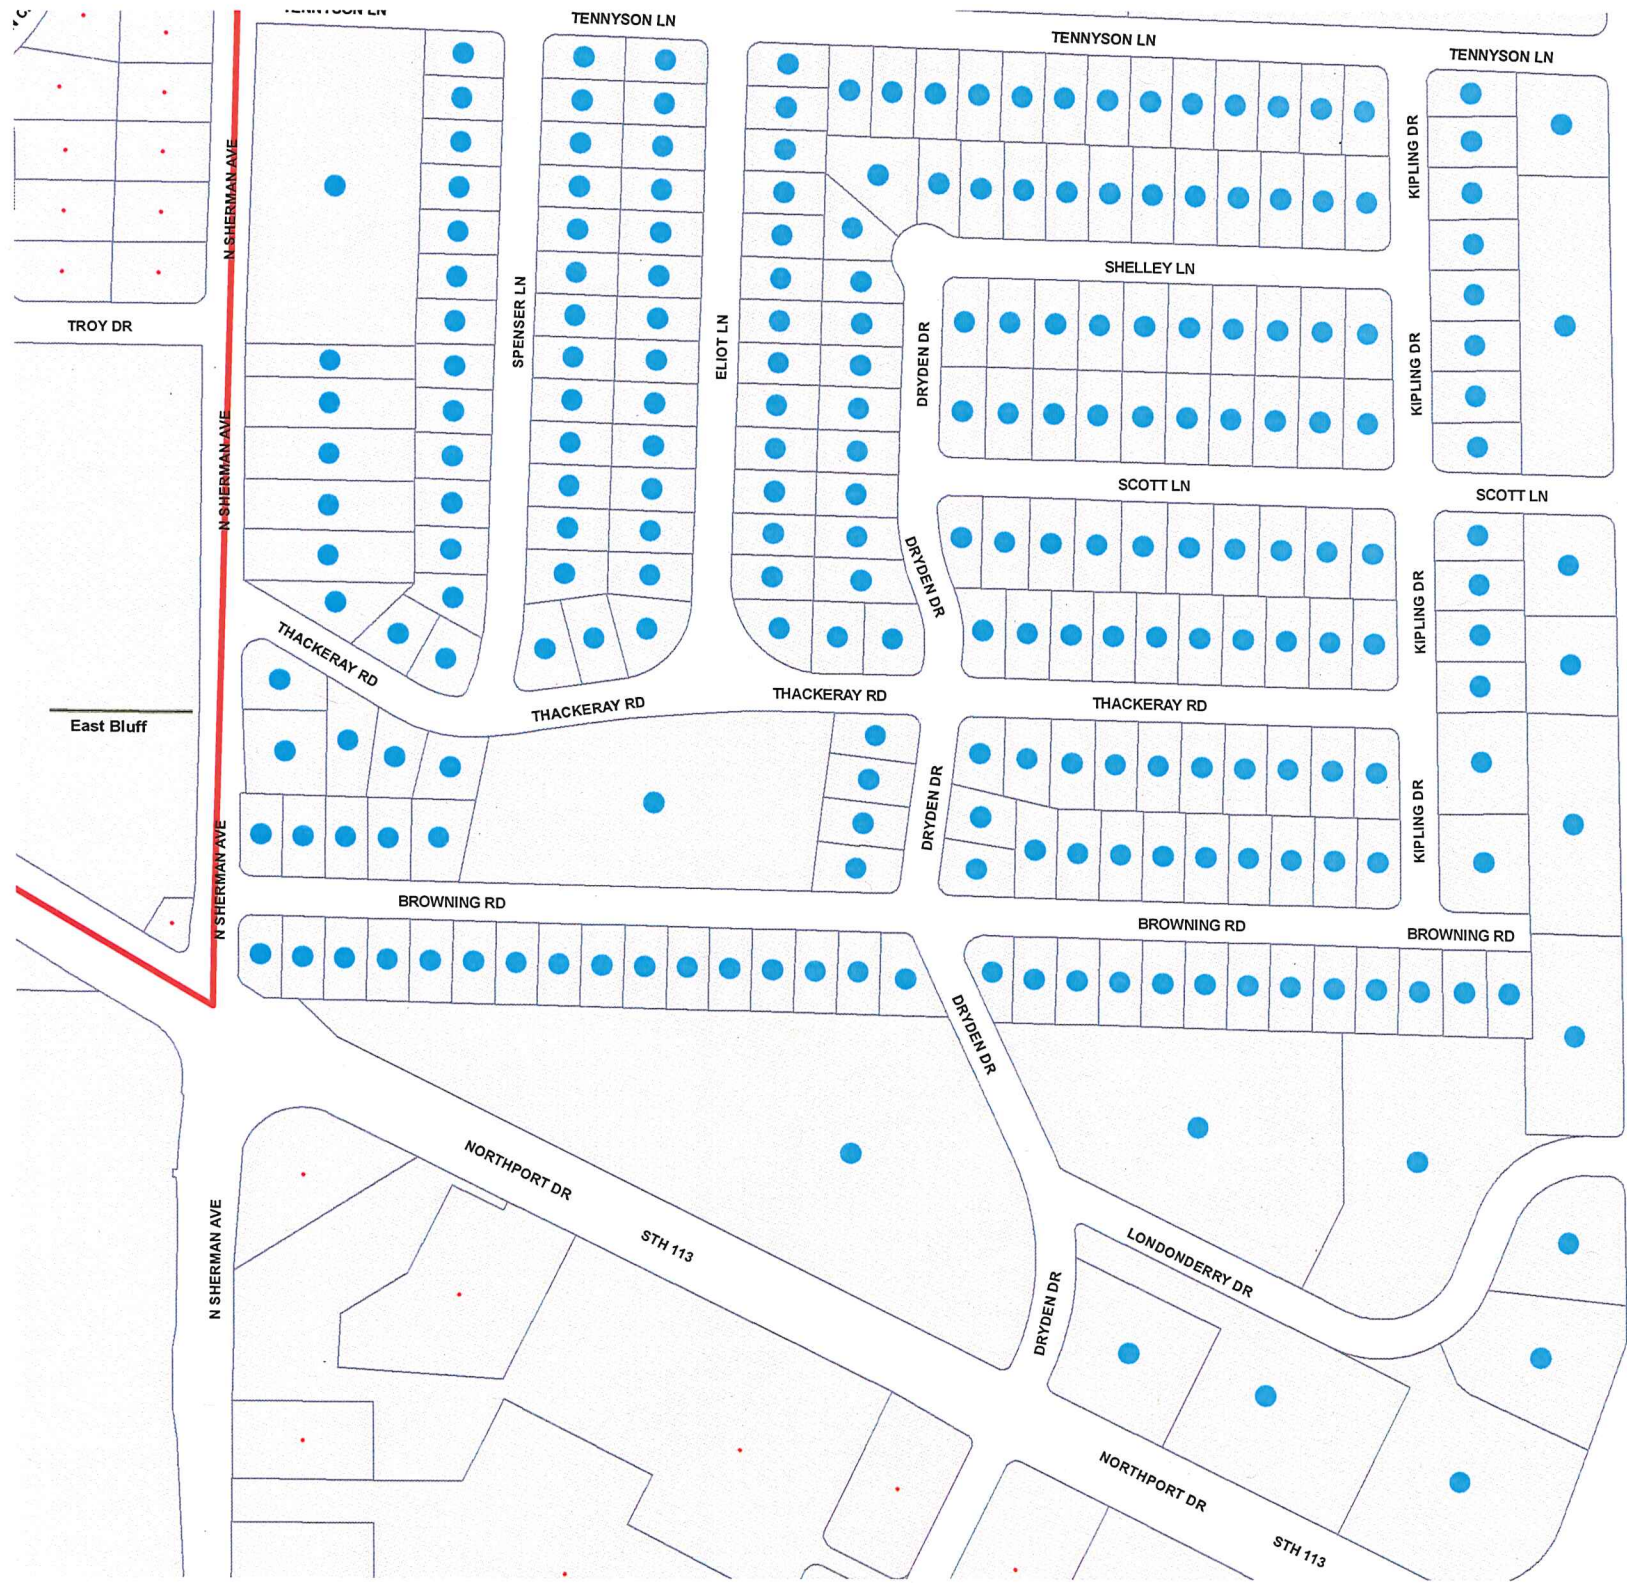 TENNYSON LN
TENNYSON LN
TENNYSON LN
TENNYSON LN
N SHERMAN AVE
KIPLING DR
SHELLEY LN
SPENSER LN
ELIOT LN
TROY DR
DRYDEN DR
KIPLING DR
N SHERMAN AVE
SCOTT LN
SCOTT LN
DRYDEN DR
KIPLING DR
THACKERAY RD
THACKERAY RD
THACKERAY RD
THACKERAY RD
East Bluff
DRYDEN DR
KIPLING DR
N SHERMAN AVE
BROWNING RD
BROWNING RD
BROWNING RD
DRYDEN DR
NORTHPORT DR
STH 113
N SHERMAN AVE
LONDONDERRY DR
DRYDEN DR
NORTHPORT DR
STH 113